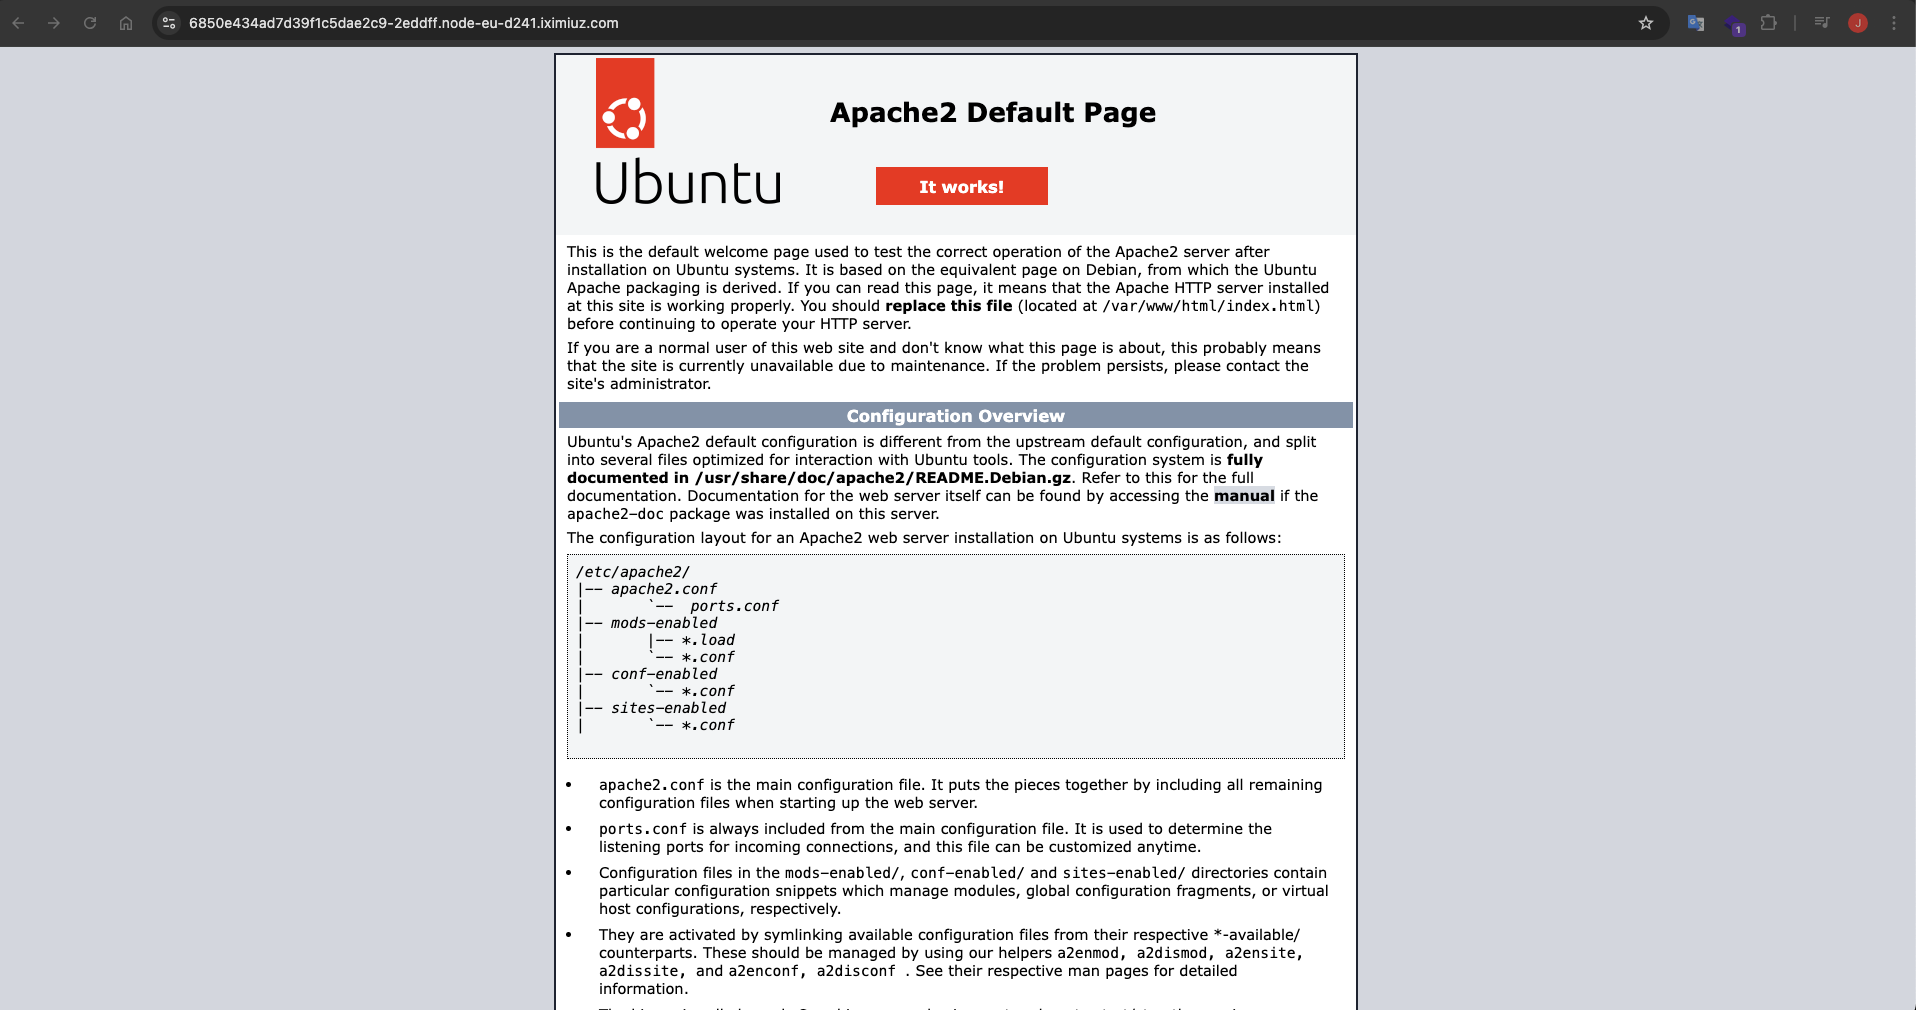 6850e434ad7d39f1c5dae2c9-2eddff.node-eu-d241.iximiuz.com
1
J
Apache2 Default Page
Ubuntu
It works!
This is the default welcome page used to test the correct operation of the Apache2 server after
installation on Ubuntu systems. It is based on the equivalent page on Debian, from which the Ubuntu
Apache packaging is derived. If you can read this page, it means that the Apache HTTP server installed
at this site is working properly. You should replace this file (located at /var/www/html/index.html)
before continuing to operate your HTTP server.
If you are a normal user of this web site and don't know what this page is about, this probably means
that the site is currently unavailable due to maintenance. If the problem persists, please contact the
site's administrator.
Configuration Overview
Ubuntu's Apache2 default configuration is different from the upstream default configuration, and split
into several files optimized for interaction with Ubuntu tools. The configuration system is fully
documented in /usr/share/doc/apache2/README.Debian.gz. Refer to this for the full
documentation. Documentation for the web server itself can be found by accessing the manual if the
apache2-doc package was installed on this server.
The configuration layout for an Apache2 web server installation on Ubuntu systems is as follows:
/etc/apache2/
|-- apache2.conf
|       `--  ports.conf
|-- mods-enabled
|       |-- *.load
|       `-- *.conf
|-- conf-enabled
|       `-- *.conf
|-- sites-enabled
|       `-- *.conf
• apache2.conf is the main configuration file. It puts the pieces together by including all remaining
configuration files when starting up the web server.
• ports.conf is always included from the main configuration file. It is used to determine the
listening ports for incoming connections, and this file can be customized anytime.
• Configuration files in the mods-enabled/, conf-enabled/ and sites-enabled/ directories contain
particular configuration snippets which manage modules, global configuration fragments, or virtual
host configurations, respectively.
• They are activated by symlinking available configuration files from their respective *-available/
counterparts. These should be managed by using our helpers a2enmod, a2dismod, a2ensite,
a2dissite, and a2enconf, a2disconf . See their respective man pages for detailed
information.